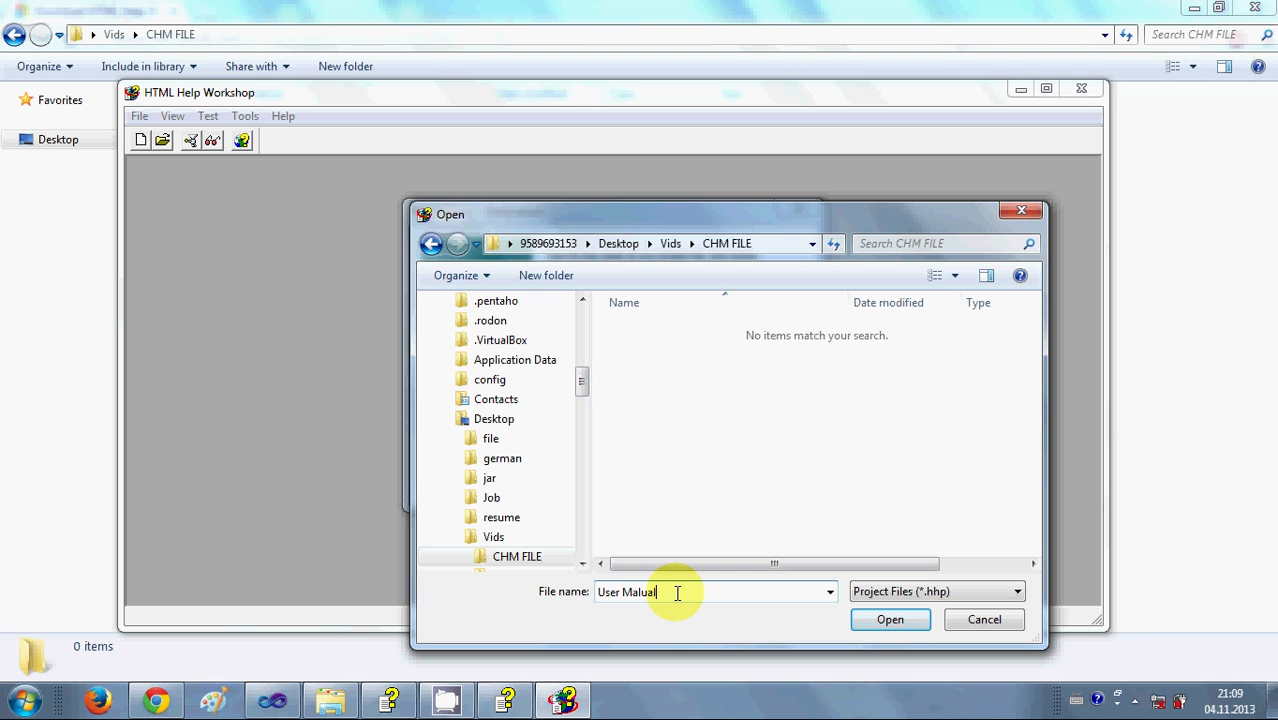 Vids CHM FILE Search CHM FILE
Organize Include in library Share with New folder
Favorites
Desktop
HTML Help Workshop
File View Test Tools Help
Open
9589693153 Desktop Vids CHM FILE Search CHM FILE
Organize New folder
Name Date modified Type
No items match your search.
.pentaho
.rodon
.VirtualBox
Application Data
config
Contacts
Desktop
file
german
jar
Job
resume
Vids
CHM FILE
File name: User Malual Project Files (*.hhp)
Open Cancel
0 items
21:09
04.11.2013